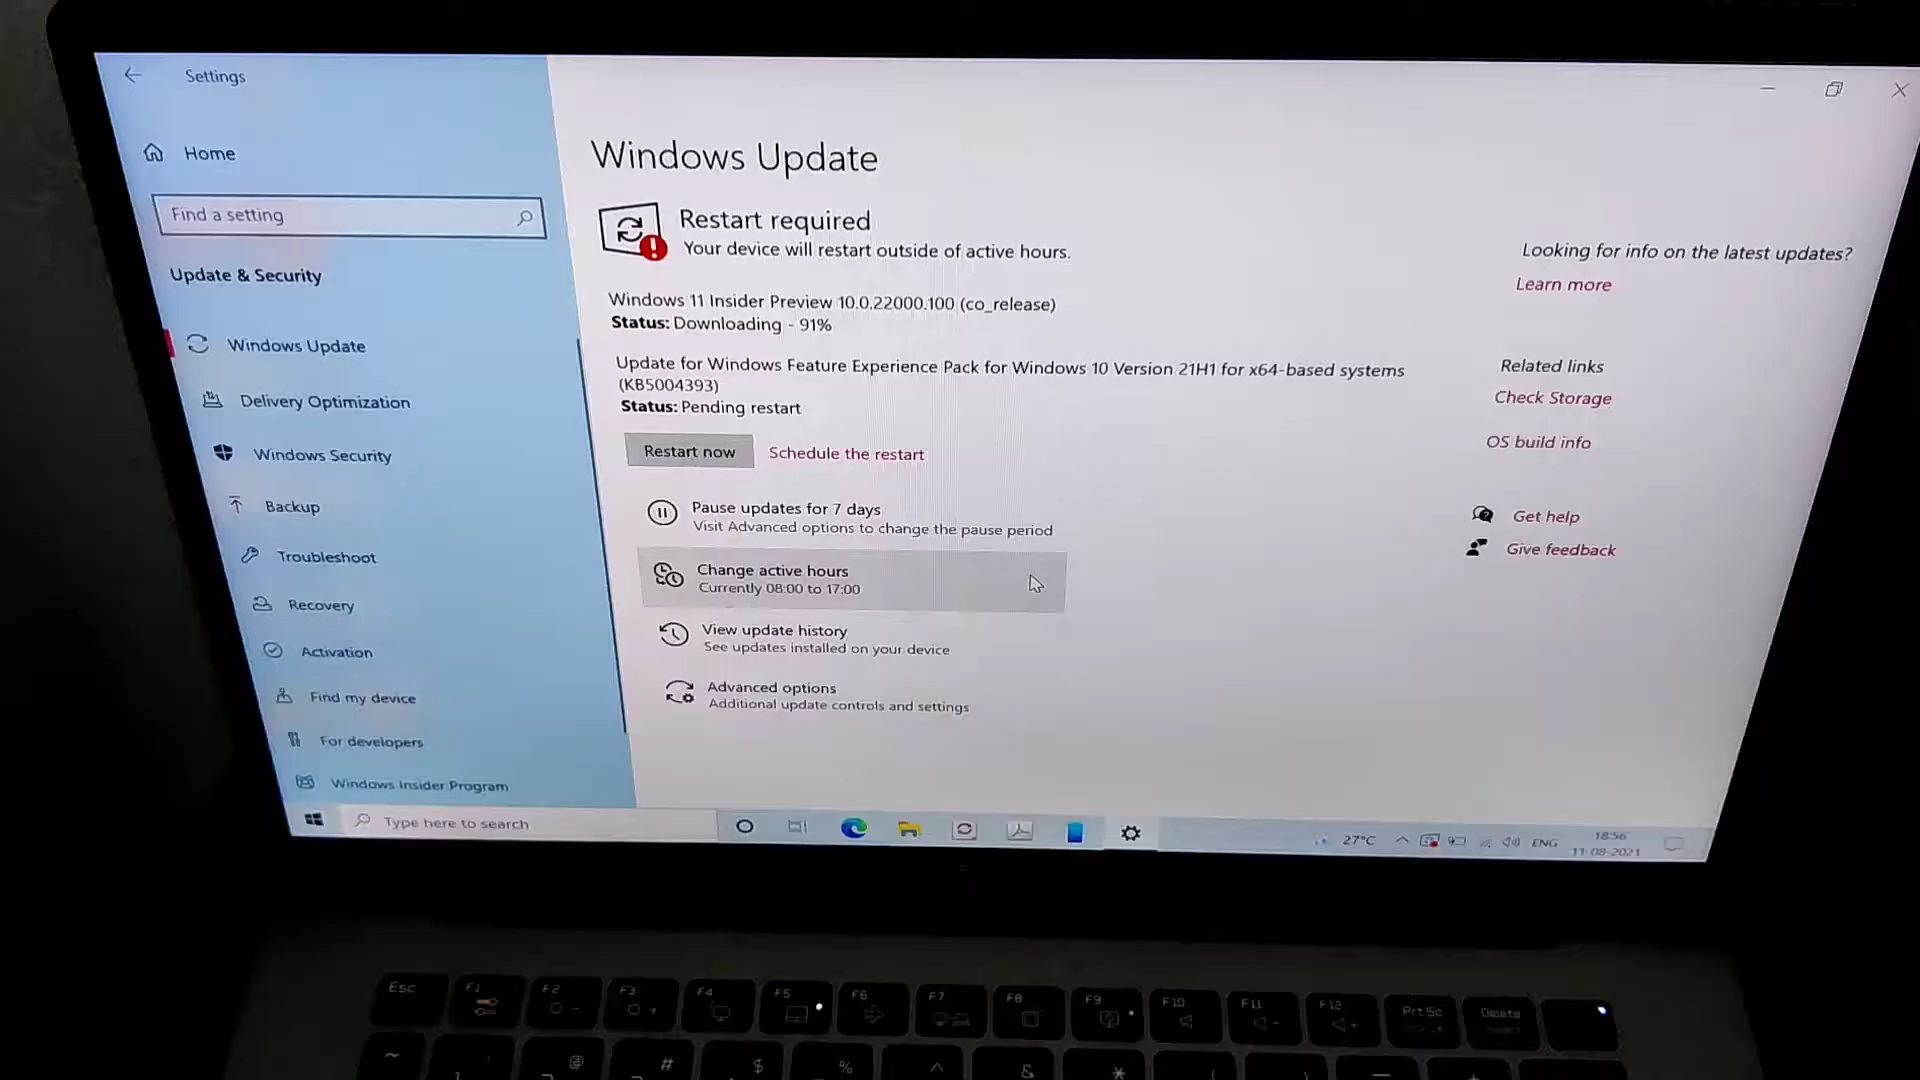 Settings
Home
Find a setting
Update & Security
Windows Update
Delivery Optimization
Windows Security
Backup
Troubleshoot
Recovery
Activation
Find my device
For developers
Windows Insider Program
Windows Update
Restart required
Your device will restart outside of active hours.
Windows 11 Insider Preview 10.0.22000.100 (co_release)
Status: Downloading - 91%
Update for Windows Feature Experience Pack for Windows 10 Version 21H1 for x64-based systems
(KB5004393)
Status: Pending restart
Restart now
Schedule the restart
Pause updates for 7 days
Visit Advanced options to change the pause period
Change active hours
Currently 08:00 to 17:00
View update history
See updates installed on your device
Advanced options
Additional update controls and settings
Looking for info on the latest updates?
Learn more
Related links
Check Storage
OS build info
Get help
Give feedback
Type here to search
27°C
ENG
18:56
11-08-2021
Esc F1 F2 F3 F4 F5 F6 F7 F8 F9 F10 F11 F12 PrtSc Delete
~ @ # $ % ^ & *